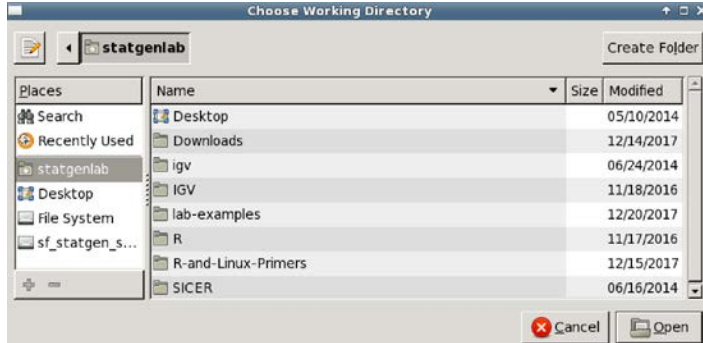 Choose Working Directory
statgenlab
Create Folder
Places
Search
Recently Used
statgenlab
Desktop
File System
sf_statgen_s...
Name Size Modified
Desktop 05/10/2014
Downloads 12/14/2017
igv 06/24/2014
IGV 11/18/2016
lab-examples 12/20/2017
R 11/17/2016
R-and-Linux-Primers 12/15/2017
SICER 06/16/2014
Cancel Open